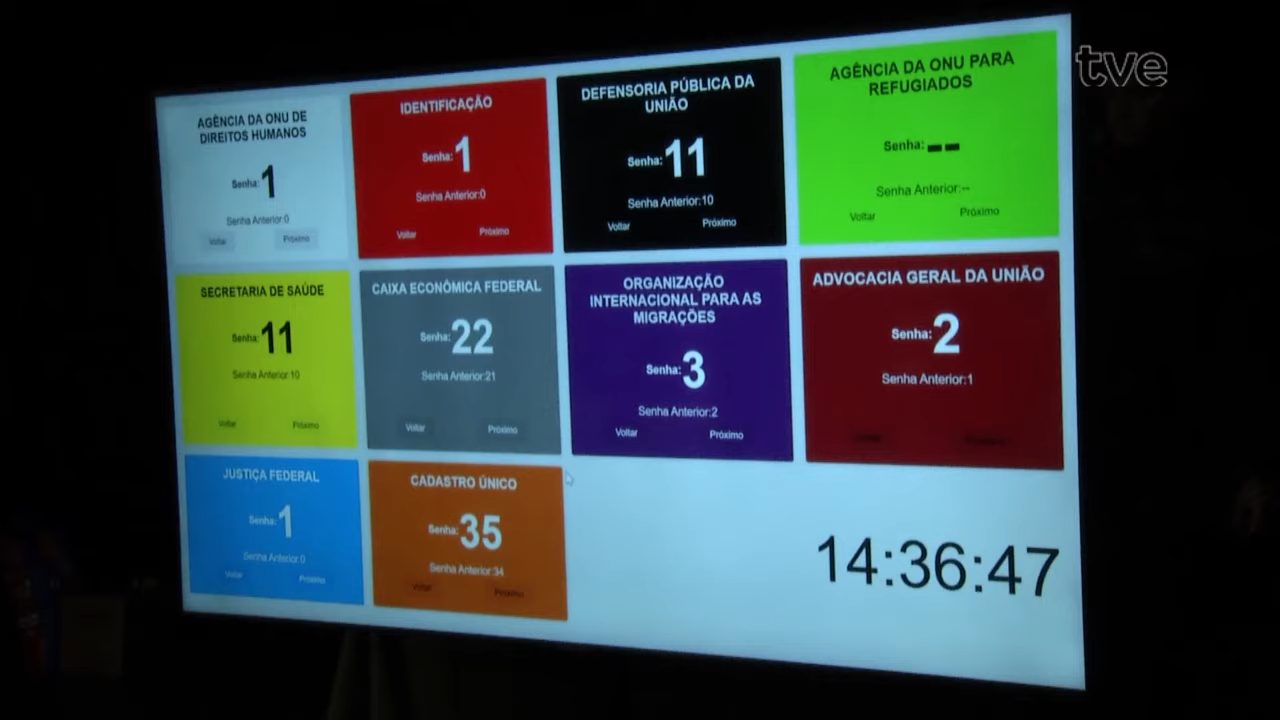 tve
AGÊNCIA DA ONU DE
DIREITOS HUMANOS
Senha:1
Senha Anterior:0
Voltar Próximo
IDENTIFICAÇÃO
Senha:1
Senha Anterior:0
Voltar Próximo
DEFENSORIA PÚBLICA DA
UNIÃO
Senha:11
Senha Anterior:10
Voltar Próximo
AGÊNCIA DA ONU PARA
REFUGIADOS
Senha:--
Senha Anterior:--
Voltar Próximo
SECRETARIA DE SAÚDE
Senha:11
Senha Anterior:10
Voltar Próximo
CAIXA ECONÔMICA FEDERAL
Senha:22
Senha Anterior:21
Voltar Próximo
ORGANIZAÇÃO
INTERNACIONAL PARA AS
MIGRAÇÕES
Senha:3
Senha Anterior:2
Voltar Próximo
ADVOCACIA GERAL DA UNIÃO
Senha:2
Senha Anterior:1
JUSTIÇA FEDERAL
Senha:1
Senha Anterior:0
Voltar Próximo
CADASTRO ÚNICO
Senha:35
Senha Anterior:34
Voltar Próximo
14:36:47